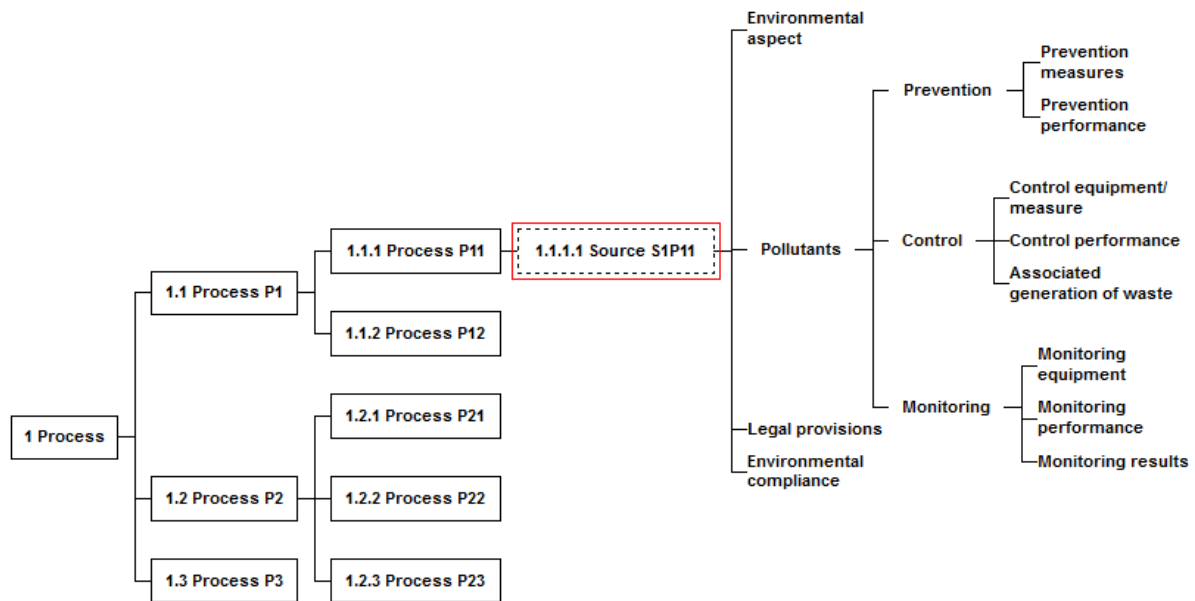 Environmental
aspect
Prevention
measures
Prevention
Prevention
performance
Control equipment/
measure
1.1.1 Process P11
1.1.1.1 Source S1P11
Pollutants
Control
Control performance
1.1 Process P1
Associated
generation of waste
1.1.2 Process P12
Monitoring
equipment
1.2.1 Process P21
Monitoring
Monitoring
performance
1 Process
Legal provisions
Monitoring results
Environmental
compliance
1.2 Process P2
1.2.2 Process P22
1.3 Process P3
1.2.3 Process P23